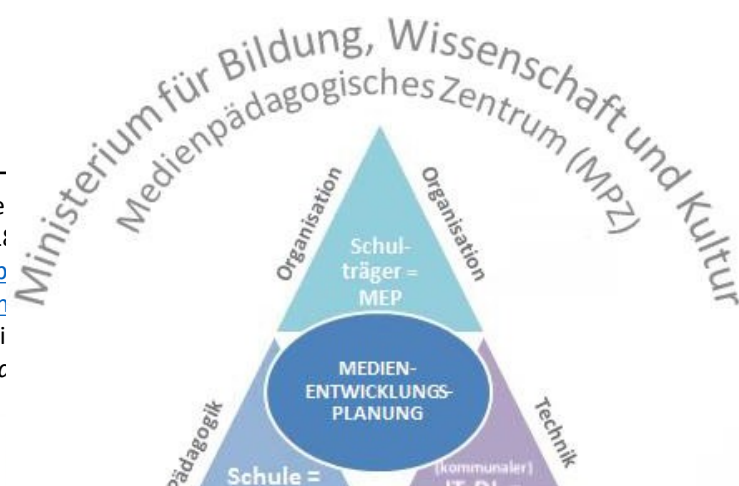 Ministerium für Bildung, Wissenschaft und Kultur
Medienpädagogisches Zentrum (MPZ)
Organisation
Organisation
Schul-
träger =
MEP
MEDIEN-
ENTWICKLUNGS-
PLANUNG
Pädagogik
Technik
Schule =
(kommunaler)